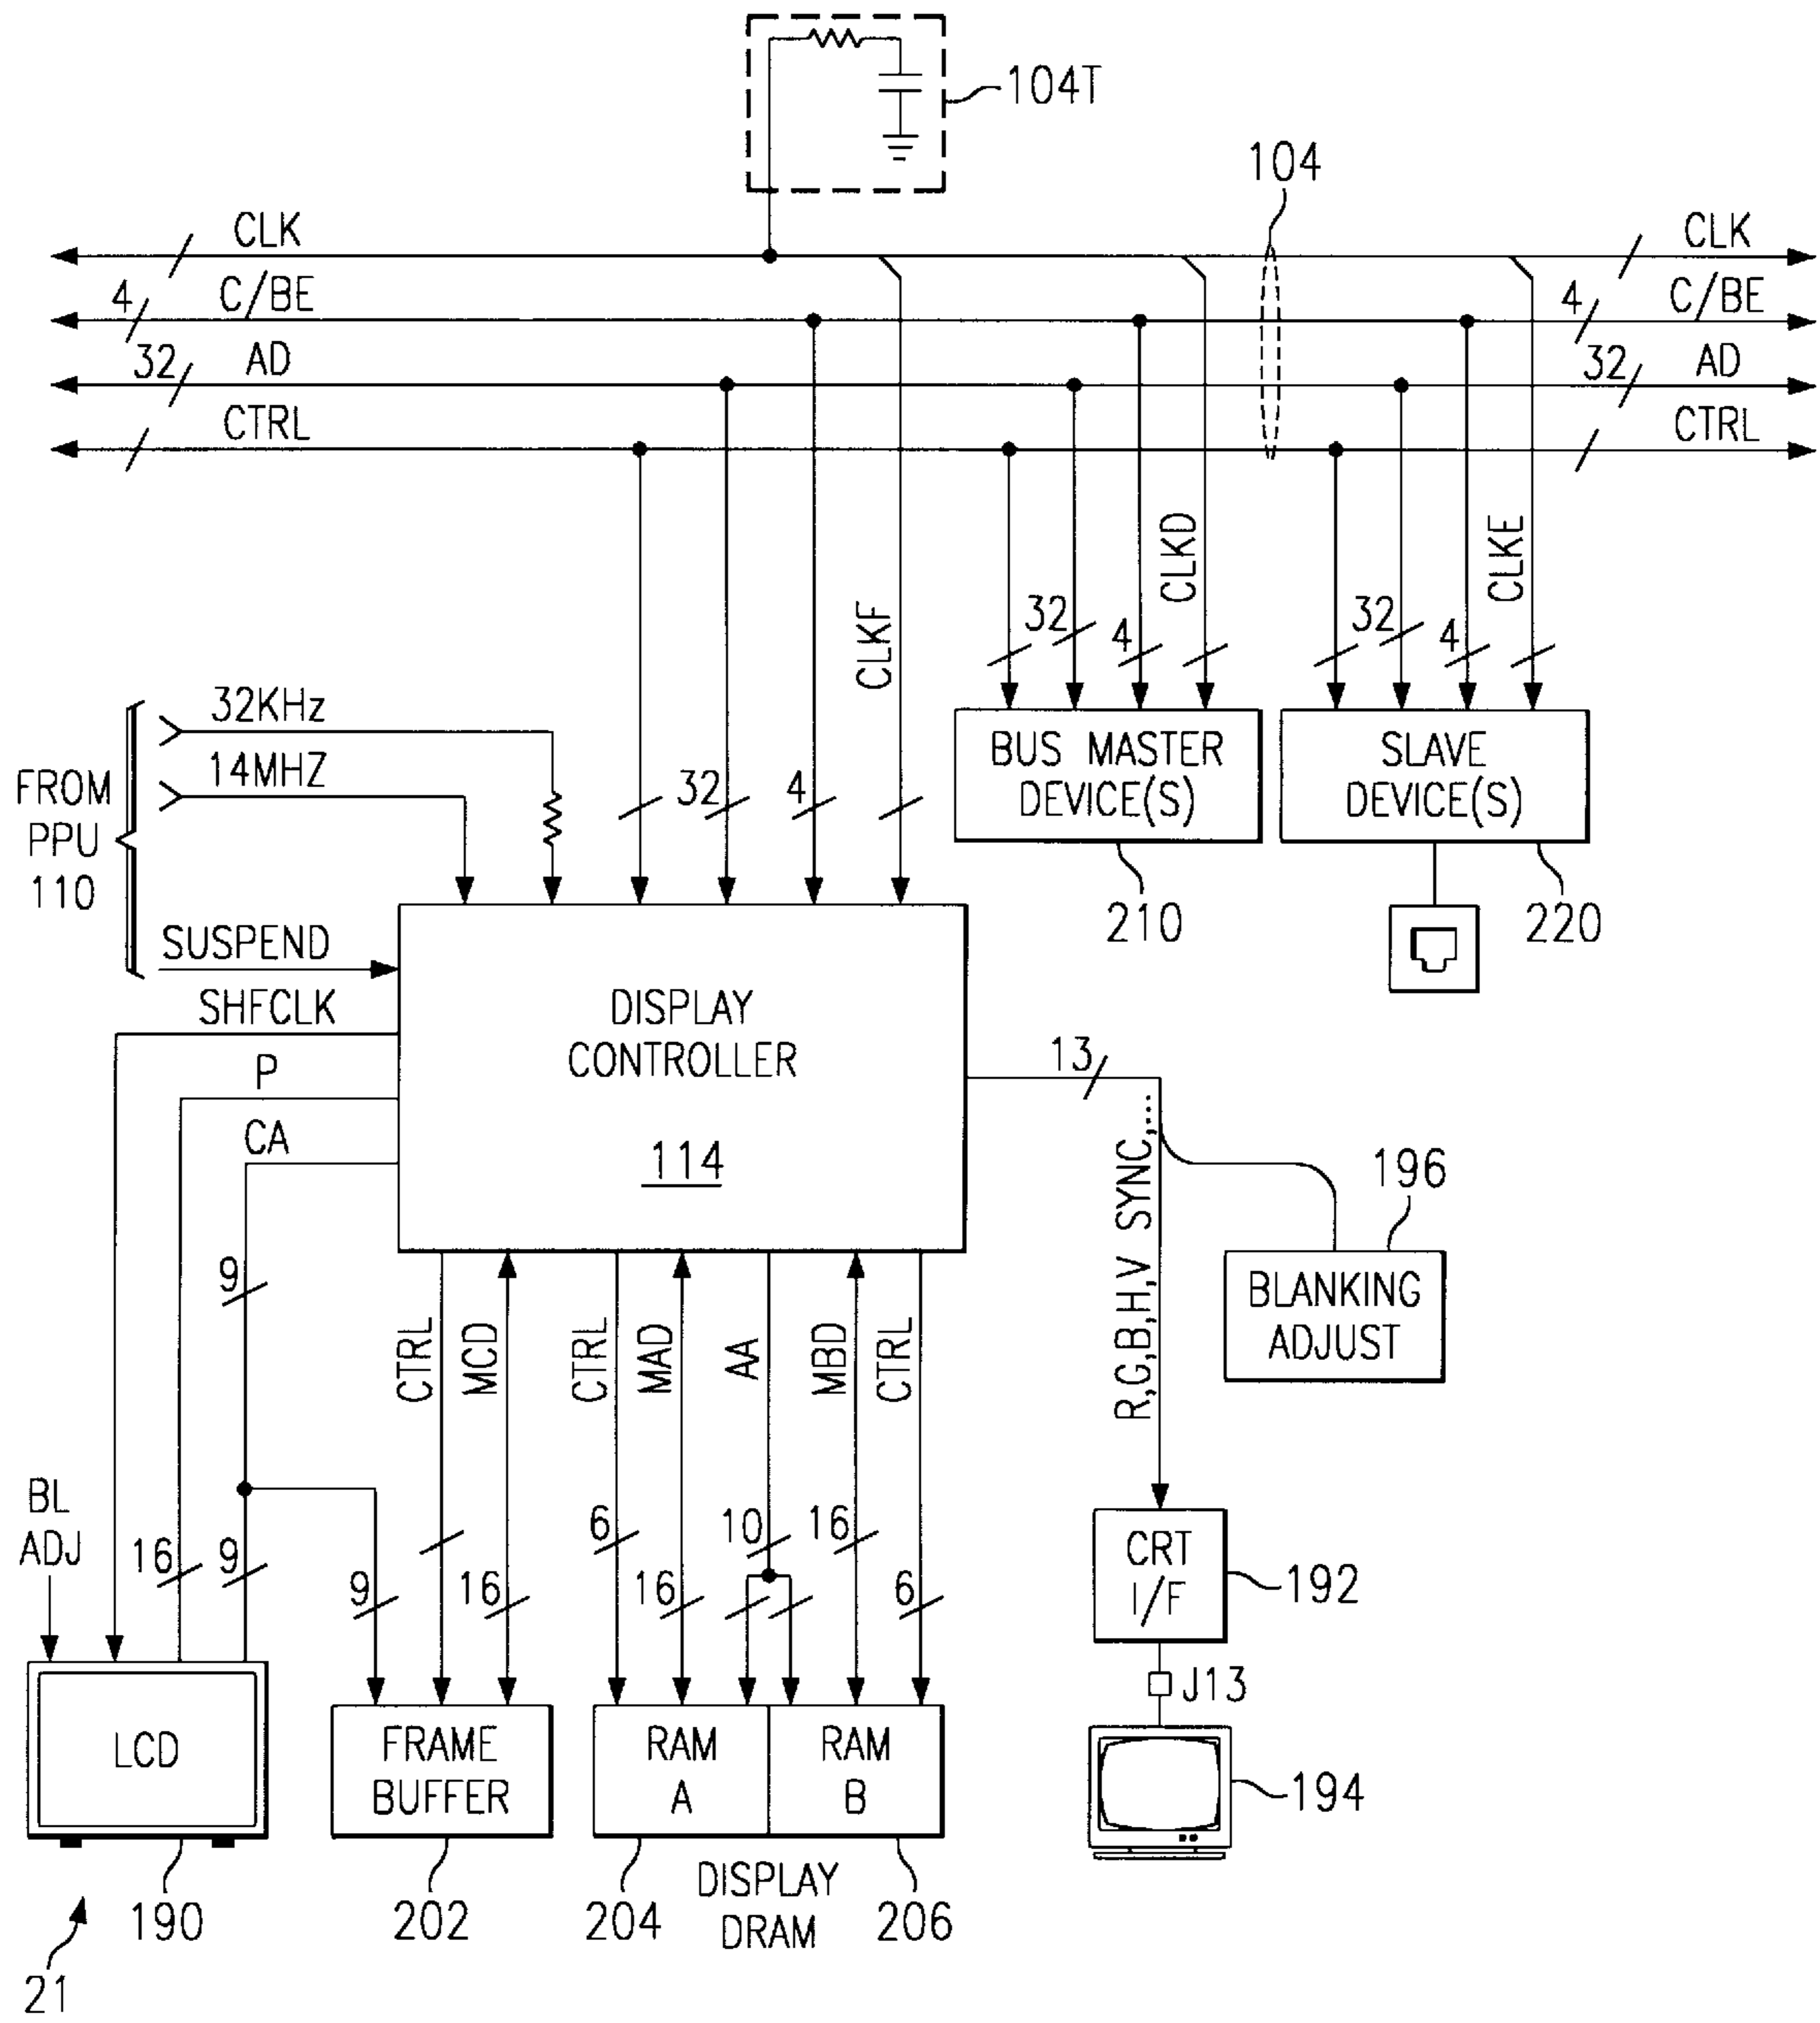 104T
104
CLK
CLK
4
C/BE
4
C/BE
32
AD
32
AD
CTRL
CTRL
CLKF
CLKD
CLKE
32
4
32
4
32KHz
14MHZ
FROM
PPU
110
32
4
BUS MASTER
DEVICE(S)
SLAVE
DEVICE(S)
210
220
SUSPEND
SHFCLK
P
CA
DISPLAY
CONTROLLER
114
13
R,G,B,H,V SYNC,...
196
BLANKING
ADJUST
9
CTRL
MCD
CTRL
MAD
AA
MBD
CTRL
BL
ADJ
16
9
9
16
6
16
10
16
6
CRT
I/F
192
J13
LCD
FRAME
BUFFER
RAM
A
RAM
B
194
190
202
204
DISPLAY
DRAM
206
21